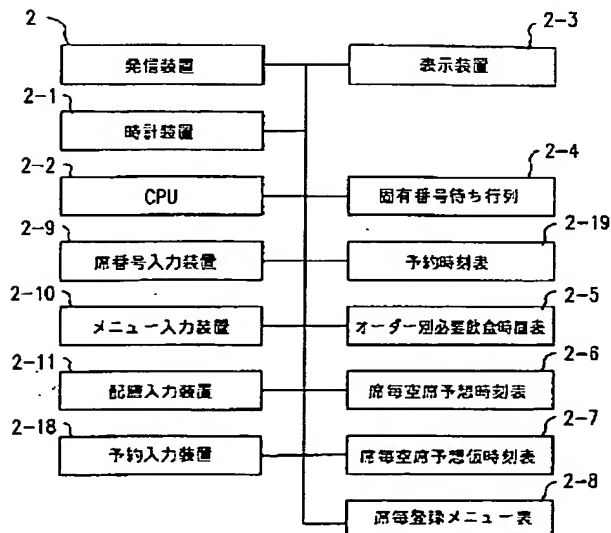 2
発信装置
2-3
表示装置
2-1
時計装置
2-2
CPU
2-4
固有番号待ち行列
2-9
席番号入力装置
2-19
予約時刻表
2-10
メニュー入力装置
2-5
オーダー別必要飲食時間表
2-11
配膳入力装置
2-6
席毎空席予想時刻表
2-18
予約入力装置
2-7
席毎空席予想仮時刻表
2-8
席毎登録メニュー表